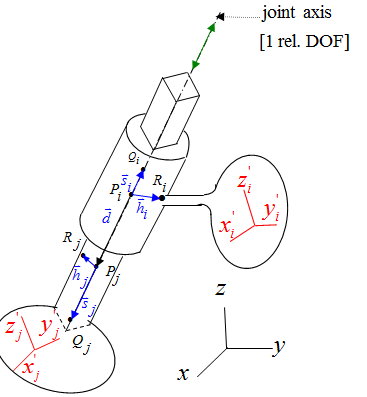 joint axis
[1 rel. DOF]
Q_i
P_i s̄_i R_i
h̄_i
d̄
z'_i
x'_i y'_i
R_j
h̄_j P_j
s̄_j
Q_j
z'_j y'_j
x'_j
z
y
x